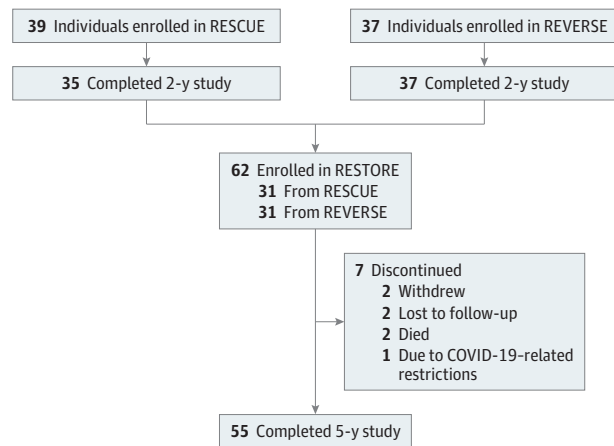 39 Individuals enrolled in RESCUE
37 Individuals enrolled in REVERSE
35 Completed 2-y study
37 Completed 2-y study
62 Enrolled in RESTORE
31 From RESCUE
31 From REVERSE
7 Discontinued
2 Withdrew
2 Lost to follow-up
2 Died
1 Due to COVID-19–related
restrictions
55 Completed 5-y study